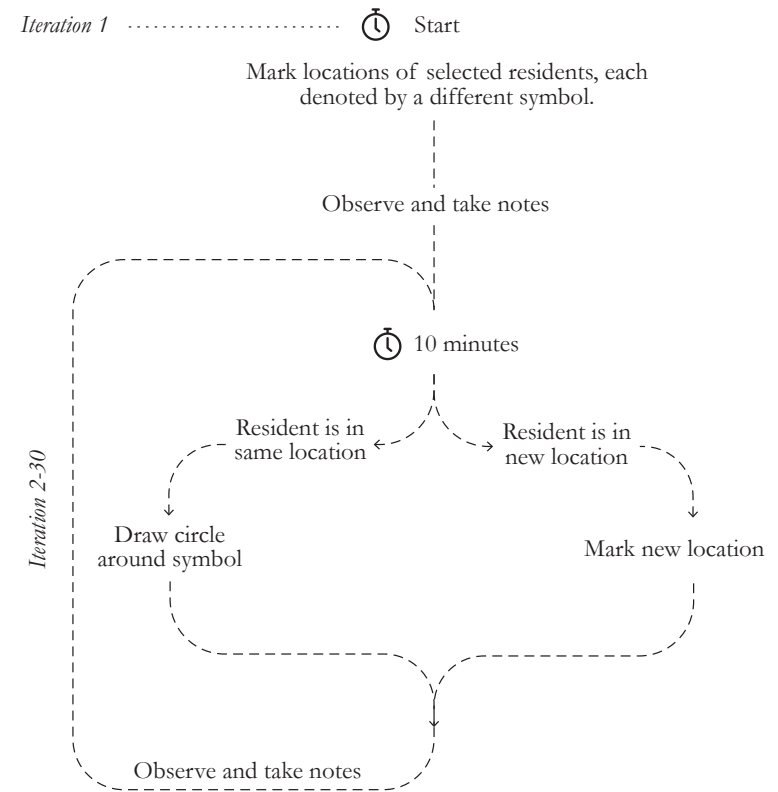 Iteration 1
Start
Mark locations of selected residents, each
denoted by a different symbol.
Observe and take notes
10 minutes
Resident is in
same location
Resident is in
new location
Iteration 2-30
Draw circle
around symbol
Mark new location
Observe and take notes